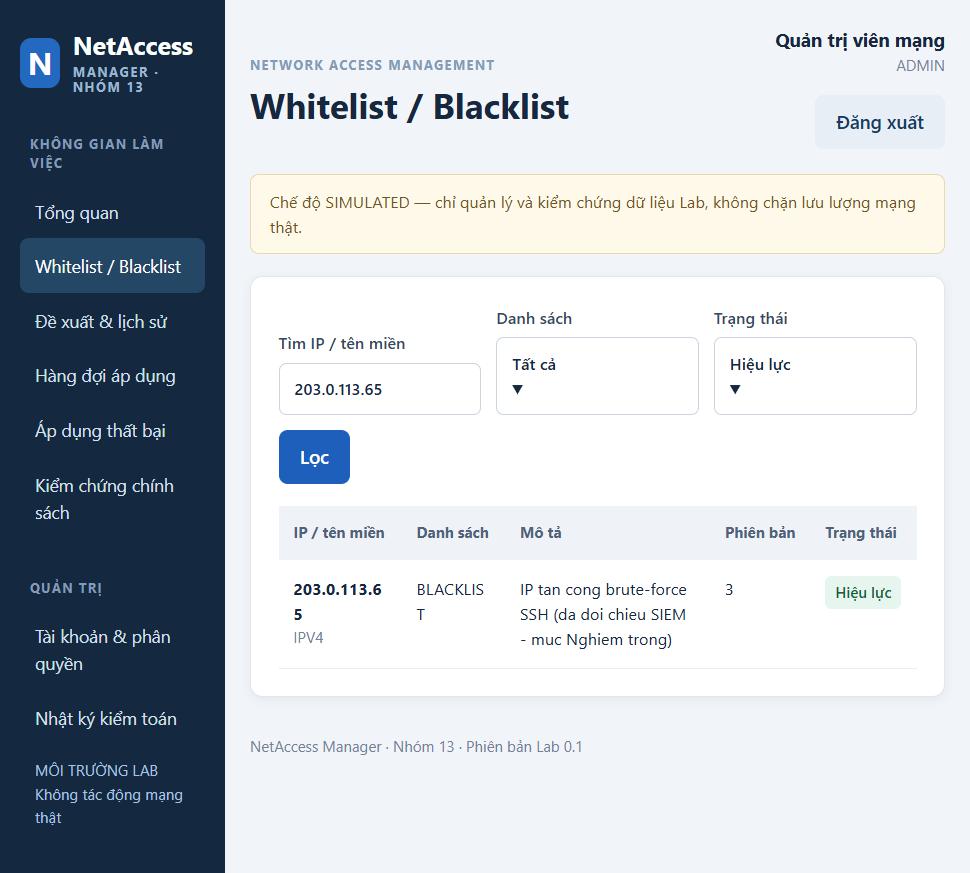 N
NetAccess
MANAGER ·
NHÓM 13
KHÔNG GIAN LÀM
VIỆC
Tổng quan
Whitelist / Blacklist
Đề xuất & lịch sử
Hàng đợi áp dụng
Áp dụng thất bại
Kiểm chứng chính
sách
QUẢN TRỊ
Tài khoản & phân
quyền
Nhật ký kiểm toán
MÔI TRƯỜNG LAB
Không tác động mạng
thật
NETWORK ACCESS MANAGEMENT
Whitelist / Blacklist
Quản trị viên mạng
ADMIN
Đăng xuất
Chế độ SIMULATED — chỉ quản lý và kiểm chứng dữ liệu Lab, không chặn lưu lượng mạng
thật.
Tìm IP / tên miền
203.0.113.65
Danh sách
Tất cả
▼
Trạng thái
Hiệu lực
▼
Lọc
IP / tên miền Danh sách Mô tả Phiên bản Trạng thái
203.0.113.6 BLACKLIS IP tan cong brute-force 3 Hiệu lực
5 T SSH (da doi chieu SIEM
IPV4 - muc Nghiem trong)
NetAccess Manager · Nhóm 13 · Phiên bản Lab 0.1